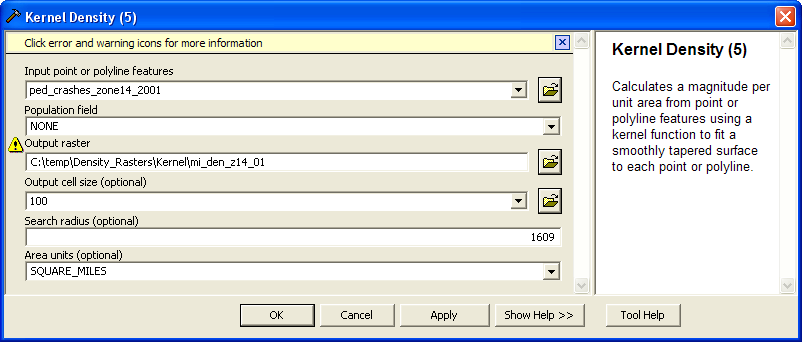 Kernel Density (5)
Click error and warning icons for more information
Input point or polyline features
ped_crashes_zone14_2001
Population field
NONE
Output raster
C:\temp\Density_Rasters\Kernel\mi_den_z14_01
Output cell size (optional)
100
Search radius (optional)
1609
Area units (optional)
SQUARE_MILES
OK
Cancel
Apply
Show Help >>
Kernel Density (5)
Calculates a magnitude per
unit area from point or
polyline features using a
kernel function to fit a
smoothly tapered surface
to each point or polyline.
Tool Help